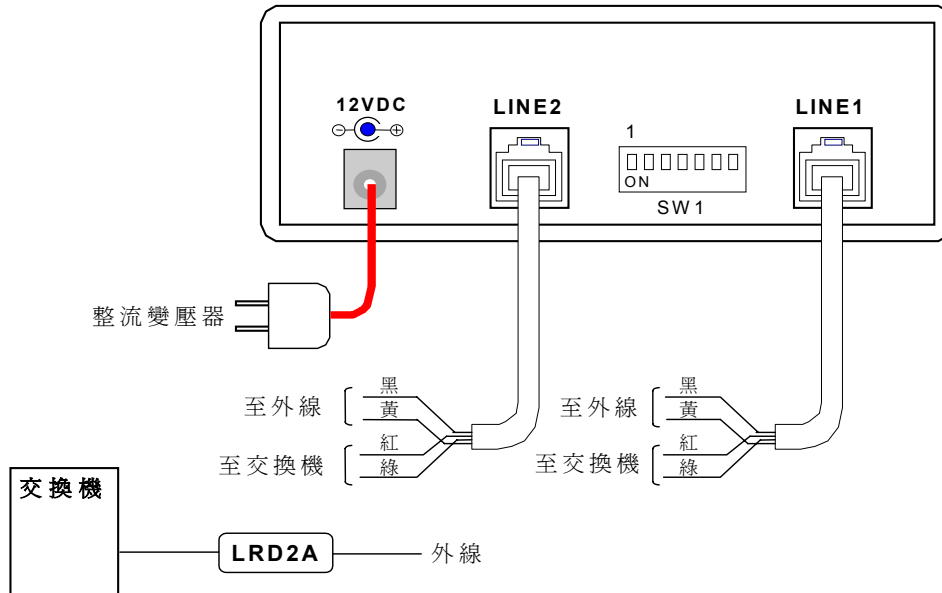 12VDC
LINE2
LINE1
1
ON
SW1
整流變壓器
至外線
黑
黃
至交換機
紅
綠
至外線
黑
黃
至交換機
紅
綠
交換機
LRD2A
外線